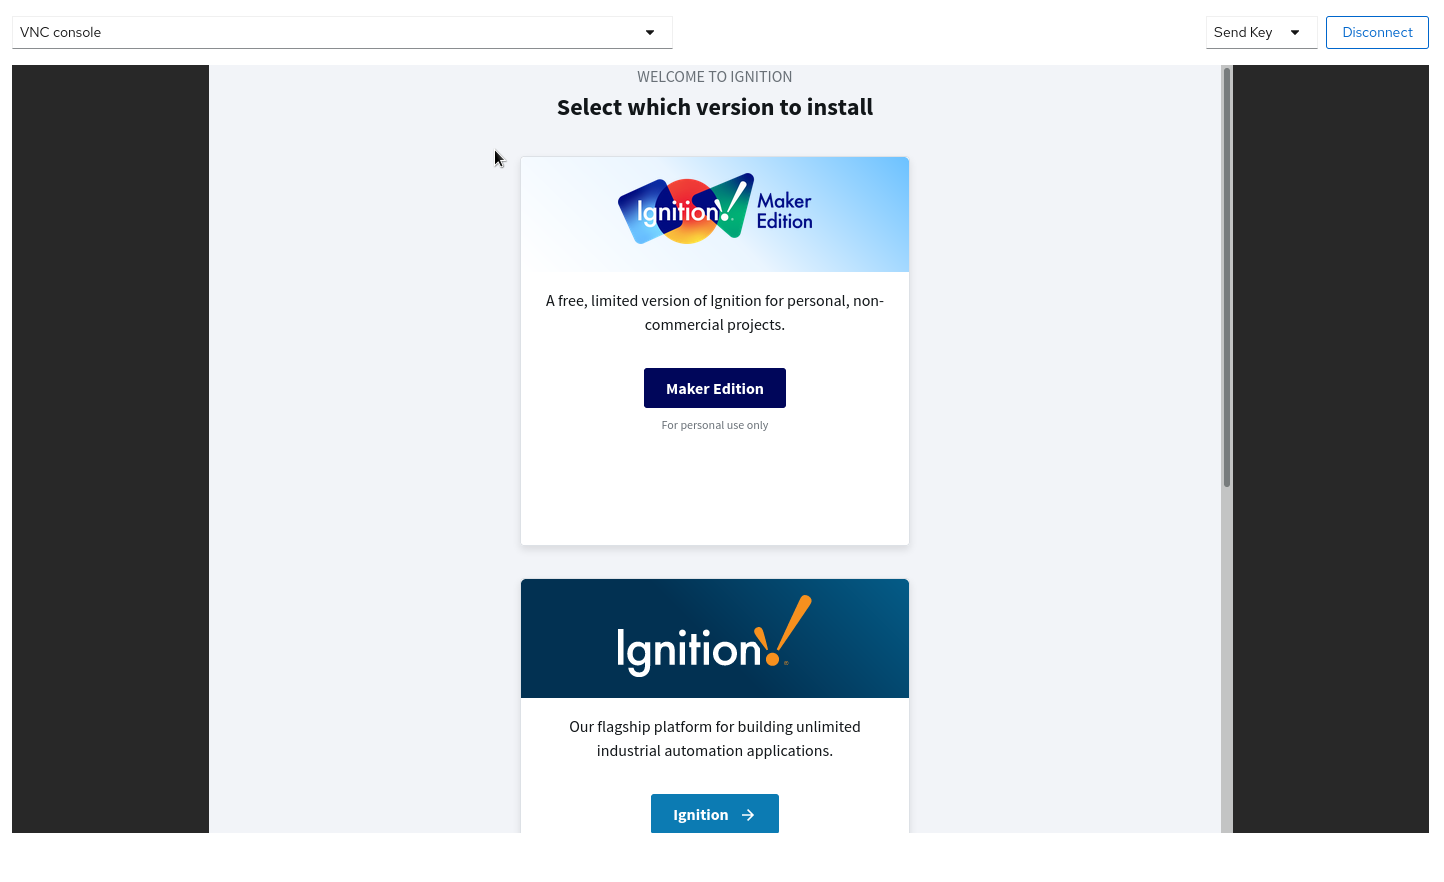 VNC console
Send Key
Disconnect
WELCOME TO IGNITION
Select which version to install
Ignition!
Maker
Edition
A free, limited version of Ignition for personal, non-
commercial projects.
Maker Edition
For personal use only
Ignition!
Our flagship platform for building unlimited
industrial automation applications.
Ignition →